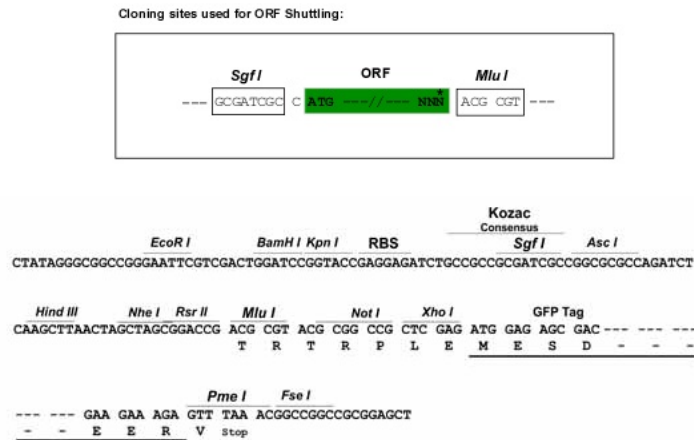 Cloning sites used for ORF Shuttling:
Sgf I ORF Mlu I
--- GCGATCGC C ATG ---//--- NNN* ACG CGT ---
Kozac
Consensus
EcoR I BamH I Kpn I RBS Sgf I Asc I
CTATAGGGCGGCCGGGAATTCGTCGACTGGATCCGGTACCGAGGAGATCTGCCGCCGCGATCGCCGGCGCGCCAGATCT
Hind III Nhe I Rsr II Mlu I Not I Xho I GFP Tag
CAAGCTTAACTAGCTAGCGGACCG ACG CGT ACG CGG CCG CTC GAG ATG GAG AGC GAC--- --- ---
T R T R P L E M E S D - - -
Pme I Fse I
--- --- GAA GAA AGA GTT TAA ACGGCCGGCCGCGGAGCT
- - E E R V Stop